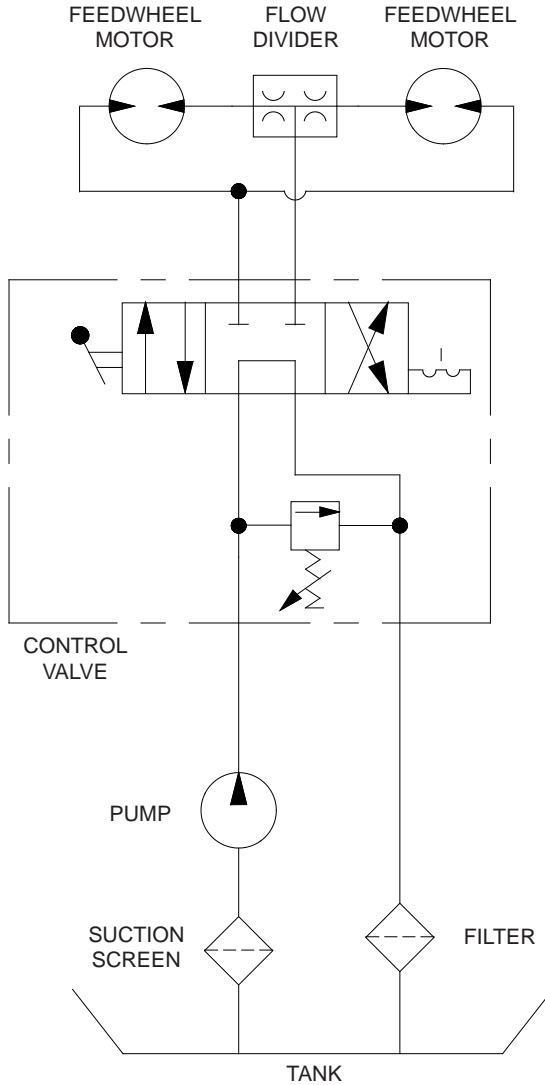 FEEDWHEEL
MOTOR
FLOW
DIVIDER
FEEDWHEEL
MOTOR
CONTROL
VALVE
PUMP
SUCTION
SCREEN
FILTER
TANK